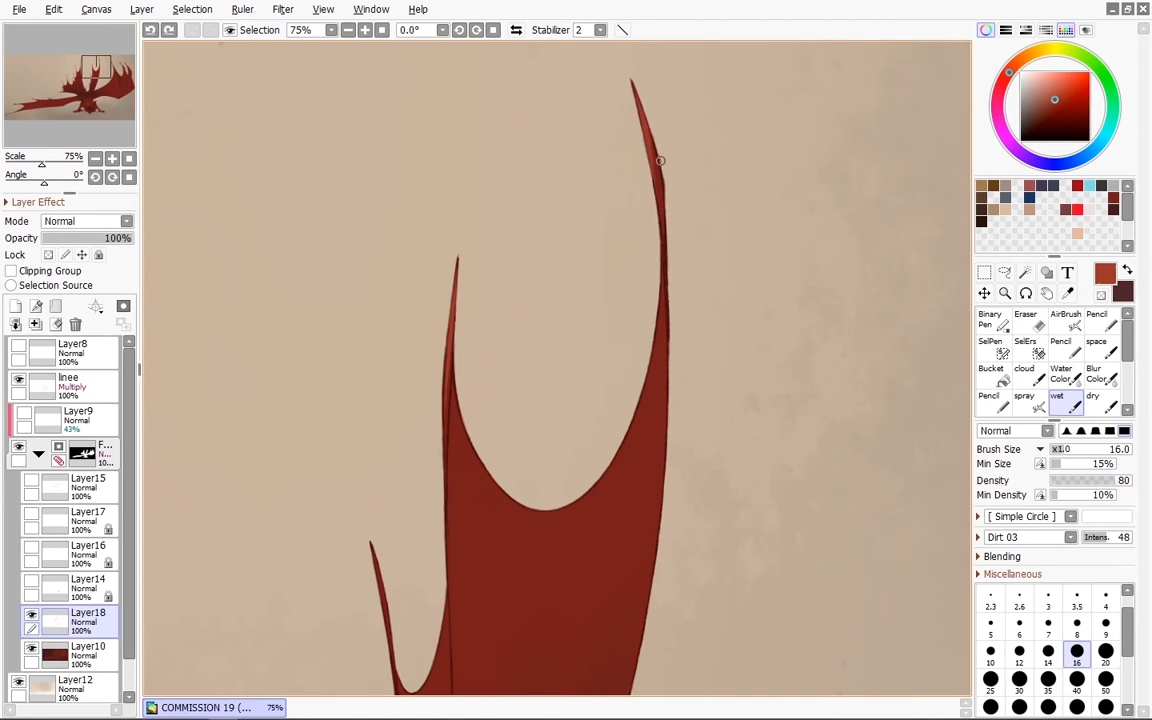 File Edit Canvas Layer Selection Ruler Filter View Window Help
Selection 75% 0.0° Stabilizer 2
Scale 75%
Angle 0°
Layer Effect
Mode Normal
Opacity 100%
Lock
Clipping Group
Selection Source
Layer8
Normal
100%
linee
Multiply
100%
Layer9
Normal
43%
F...
N...
10...
Layer15
Normal
100%
Layer17
Normal
100%
Layer16
Normal
100%
Layer14
Normal
100%
Layer18
Normal
100%
Layer10
Normal
100%
Layer12
Normal
100%
COMMISSION 19 (... 75%
T
Binary Pen Eraser AirBrush Pencil
SelPen SelErs Pencil space
Bucket cloud Water Color Blur Color
Pencil spray wet dry
Normal
Brush Size x1.0 16.0
Min Size 15%
Density 80
Min Density 10%
[ Simple Circle ]
Dirt 03 Intens. 48
Blending
Miscellaneous
2.3 2.6 3 3.5 4
5 6 7 8 9
10 12 14 16 20
25 30 35 40 50